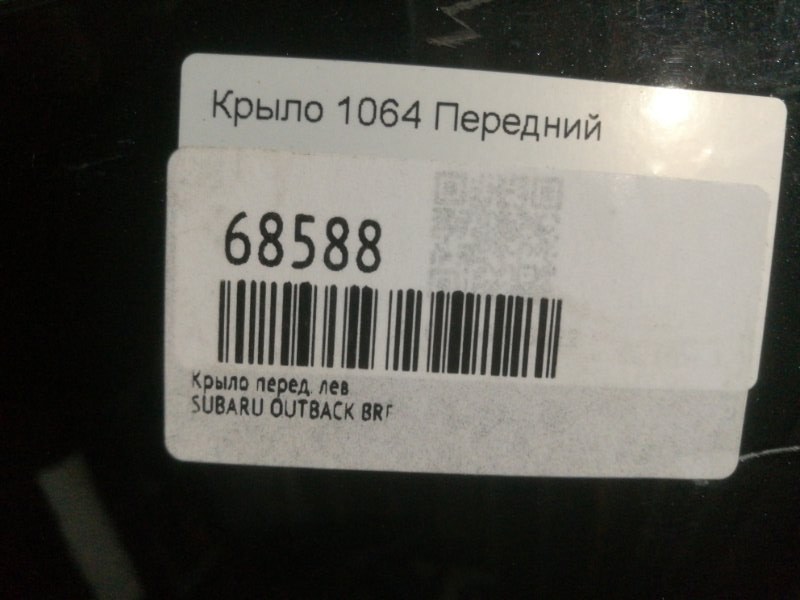 Крыло 1064 Передний
68588
Крыло перед. лев
SUBARU OUTBACK BRF